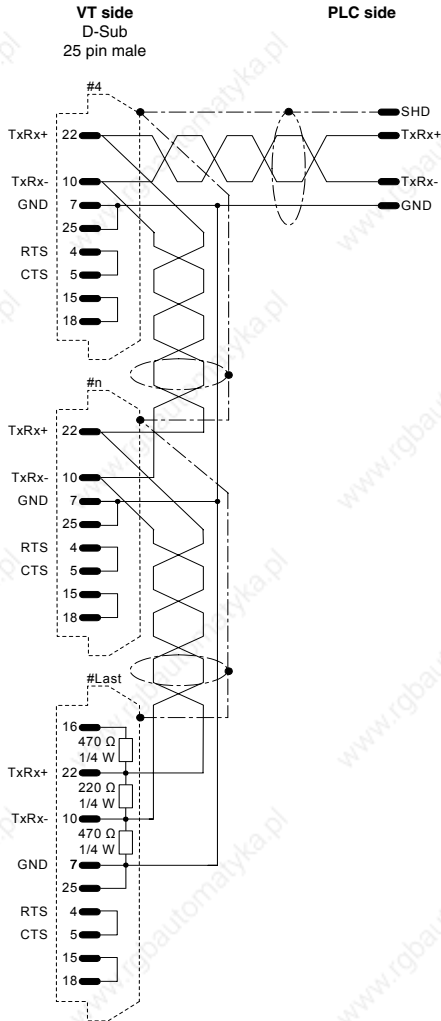 VT side
D-Sub
25 pin male
PLC side
#4
SHD
TxRx+ 22 TxRx+
TxRx- 10 TxRx-
GND 7 GND
25
RTS 4
CTS 5
15
18
#n
TxRx+ 22
TxRx- 10
GND 7
25
RTS 4
CTS 5
15
18
#Last
16
470 Ω
1/4 W
TxRx+ 22
220 Ω
1/4 W
TxRx- 10
470 Ω
1/4 W
GND 7
25
RTS 4
CTS 5
15
18
www.rgbautomatyka.pl